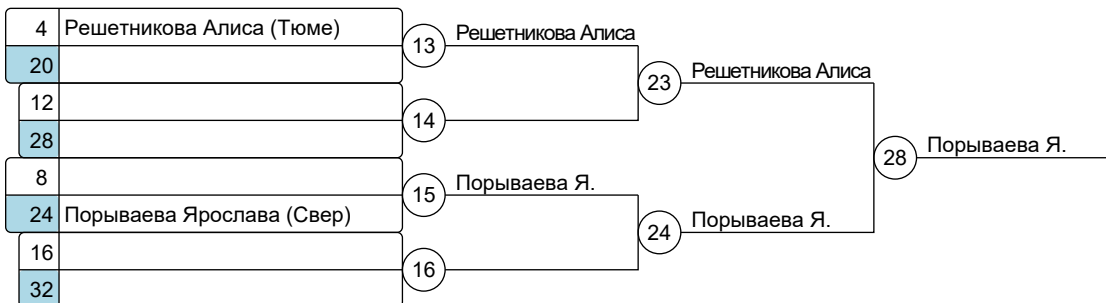 4 Решетникова Алиса (Тюме)
13 Решетникова Алиса
20
23 Решетникова Алиса
12
14
28
28 Порываева Я.
8
15 Порываева Я.
24 Порываева Ярослава (Свер)
24 Порываева Я.
16
16
32